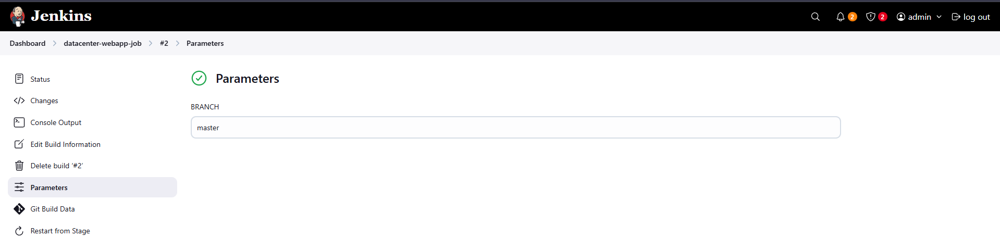 Jenkins
2
2
admin
log out
Dashboard
datacenter-webapp-job
#2
Parameters
Status
Changes
Console Output
Edit Build Information
Delete build ‘#2’
Parameters
Git Build Data
Restart from Stage
Parameters
BRANCH
master